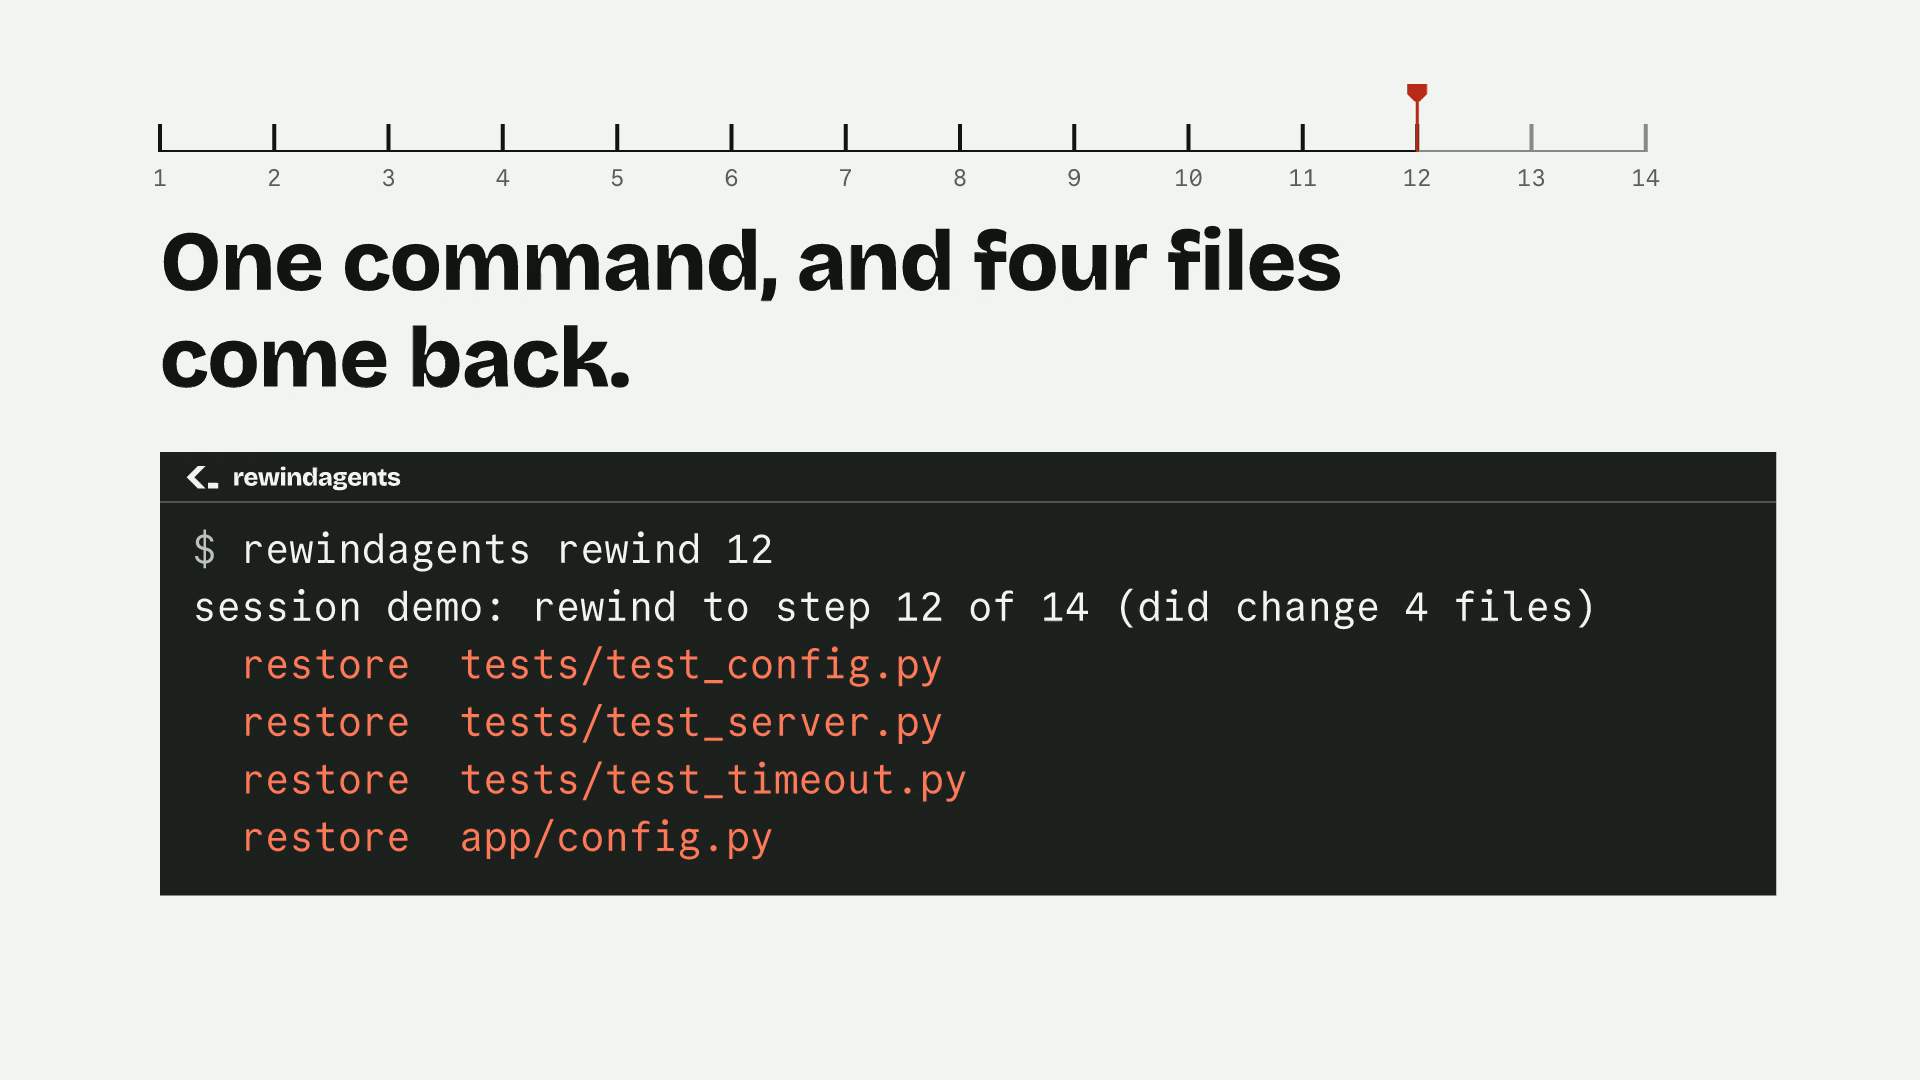 1 2 3 4 5 6 7 8 9 10 11 12 13 14
One command, and four files
come back.
rewindagents
$ rewindagents rewind 12
session demo: rewind to step 12 of 14 (did change 4 files)
restore  tests/test_config.py
restore  tests/test_server.py
restore  tests/test_timeout.py
restore  app/config.py